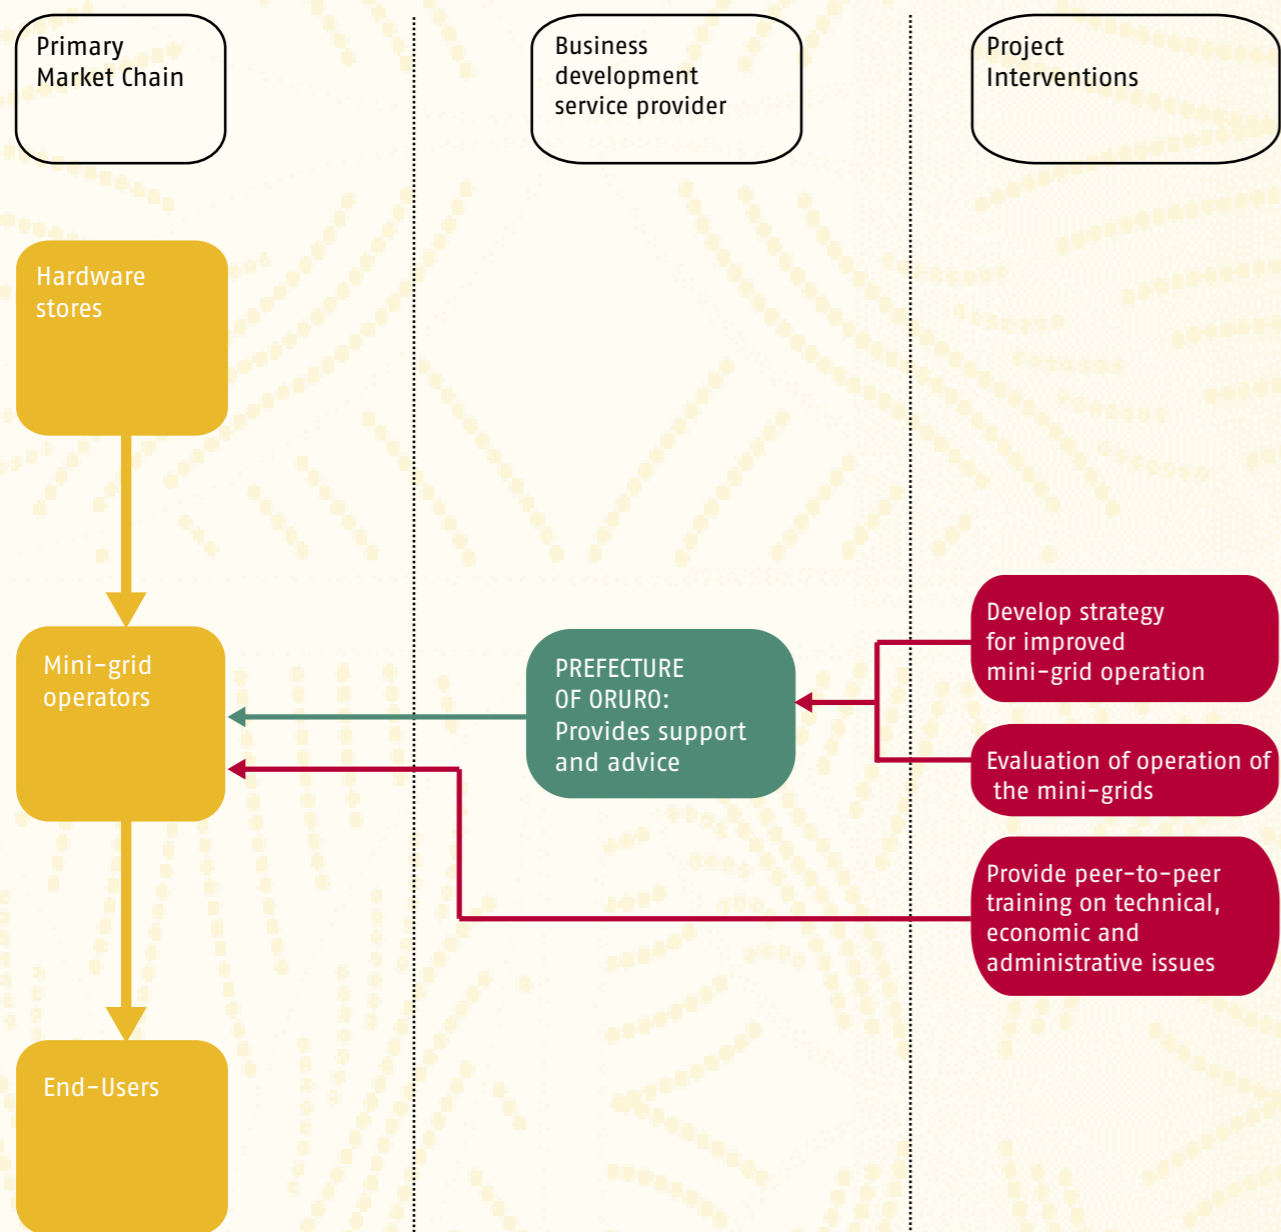 Primary
Market Chain
Business
development
service provider
Project
Interventions
Hardware
stores
Mini-grid
operators
PREFECTURE
OF ORURO:
Provides support
and advice
Develop strategy
for improved
mini-grid operation
Evaluation of operation of
the mini-grids
Provide peer-to-peer
training on technical,
economic and
administrative issues
End-Users